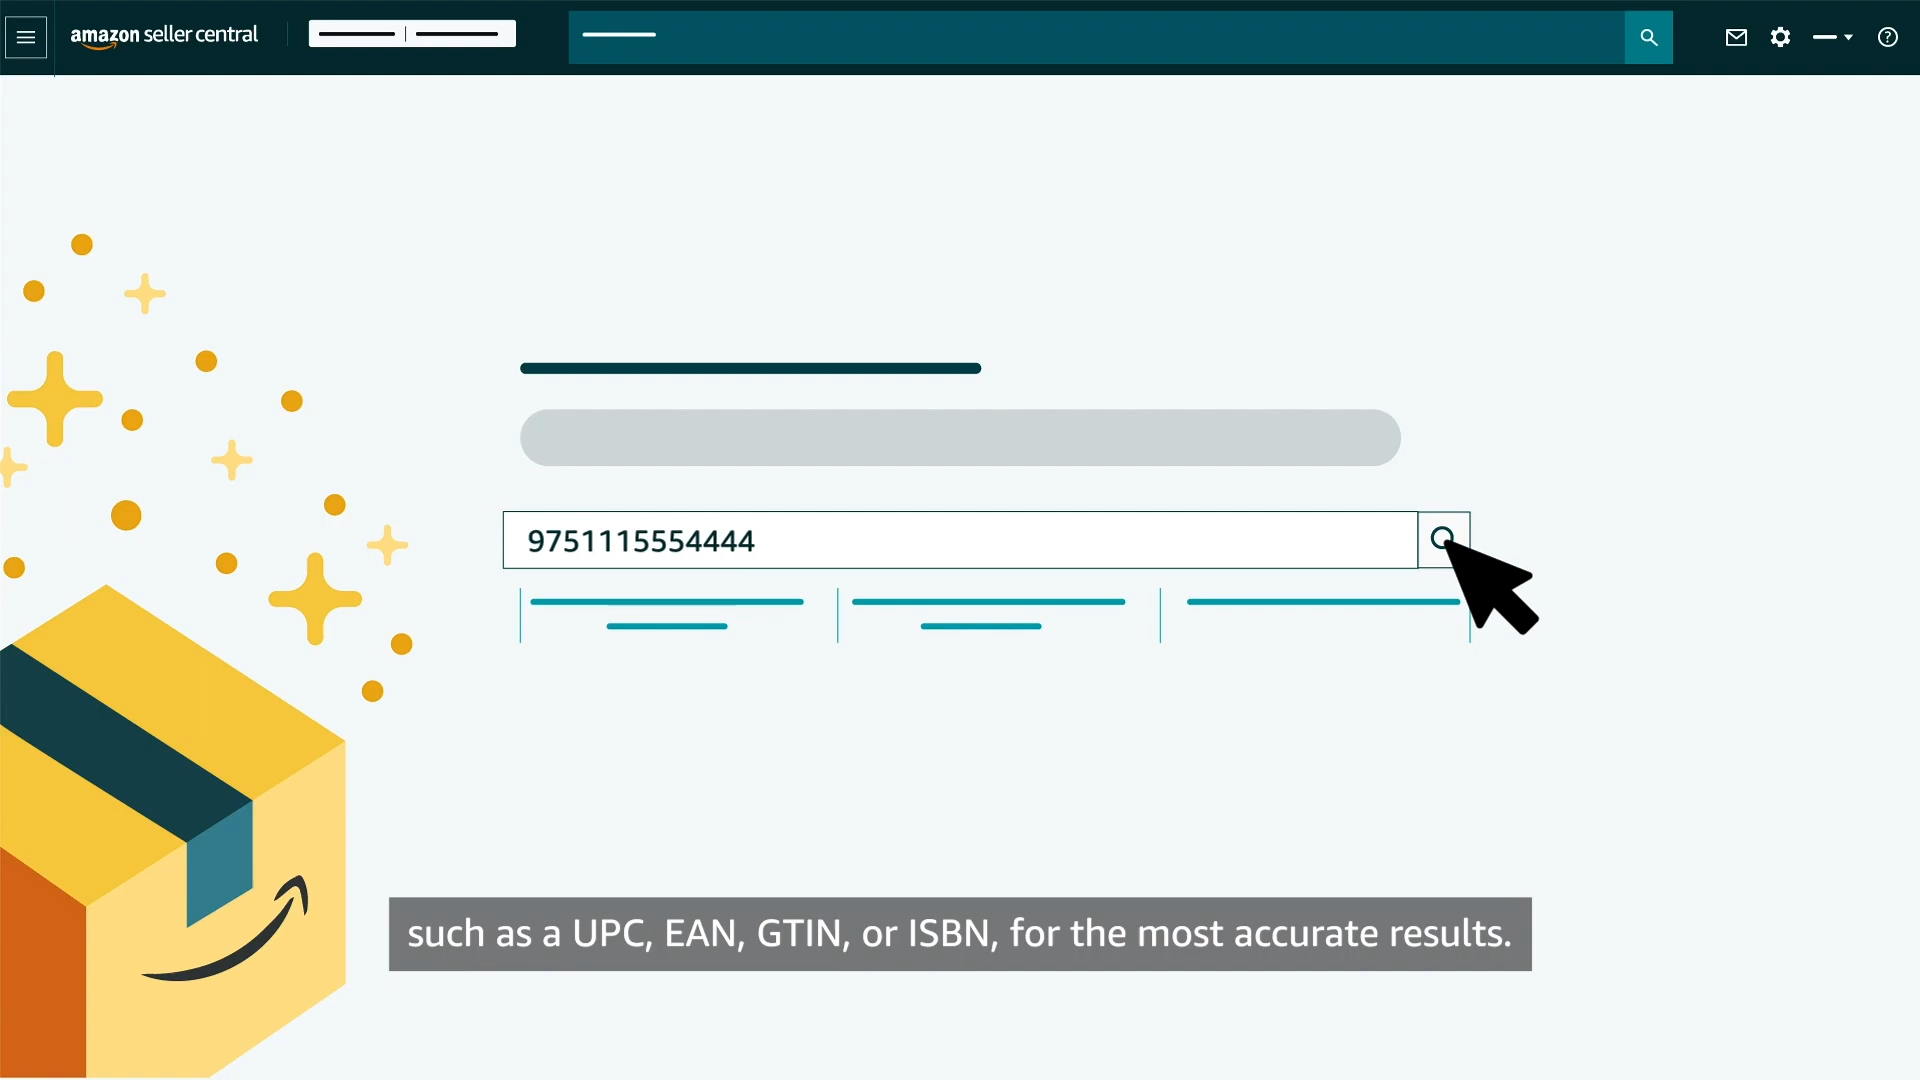 amazon seller central
9751115554444
such as a UPC, EAN, GTIN, or ISBN, for the most accurate results.